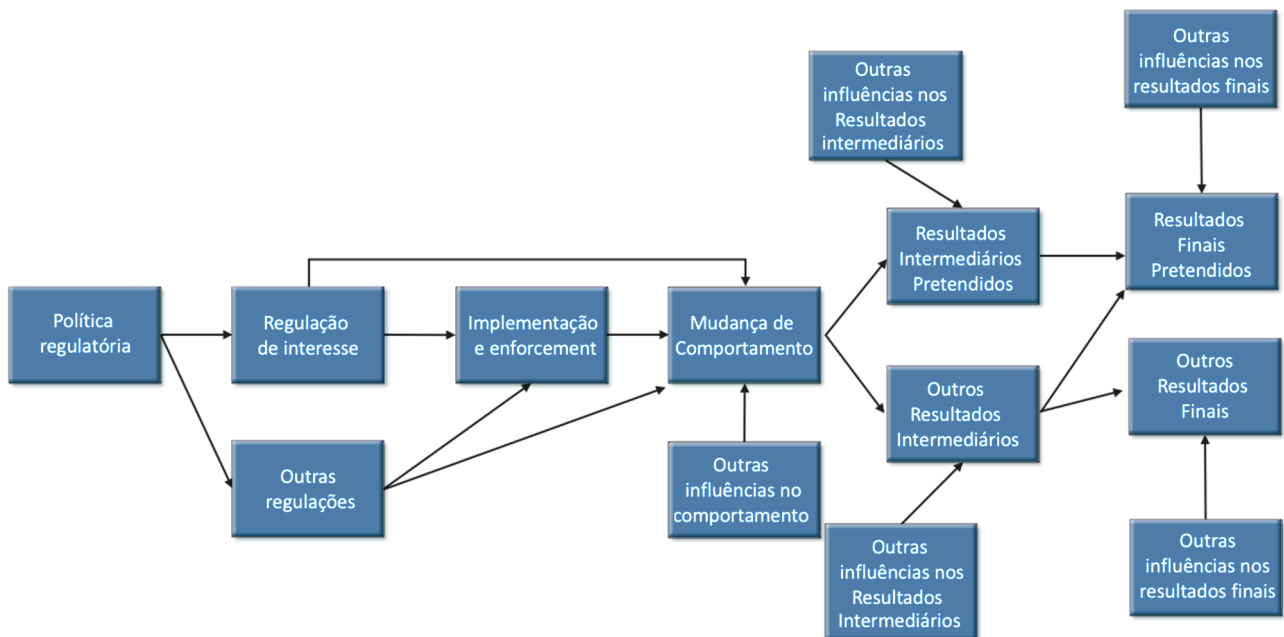 Política
regulatória
Regulação
de interesse
Outras
regulações
Implementação
e enforcement
Mudança de
Comportamento
Outras
influências no
comportamento
Outras
influências nos
Resultados
intermediários
Resultados
Intermediários
Pretendidos
Outros
Resultados
Intermediários
Outras
influências nos
Resultados
Intermediários
Outras
influências nos
resultados finais
Resultados
Finais
Pretendidos
Outros
Resultados
Finais
Outras
influências nos
resultados finais